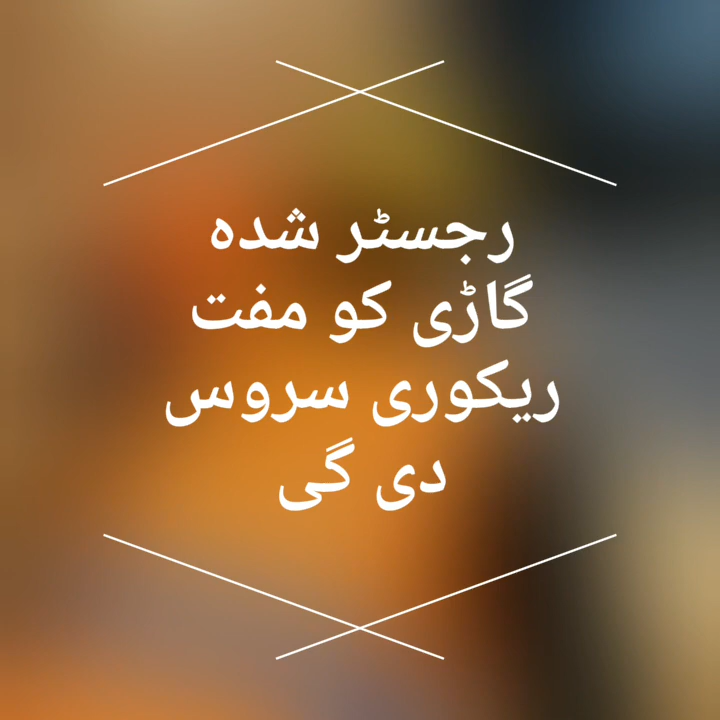 رجسٹر شدہ
گاڑی کو مفت
ریکوری سروس
دی گی